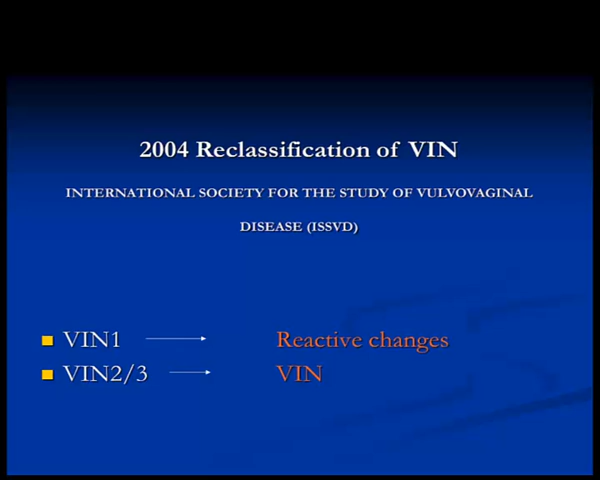 2004 Reclassification of VIN
INTERNATIONAL SOCIETY FOR THE STUDY OF VULVOVAGINAL
DISEASE (ISSVD)
VIN1 Reactive changes
VIN2/3 VIN